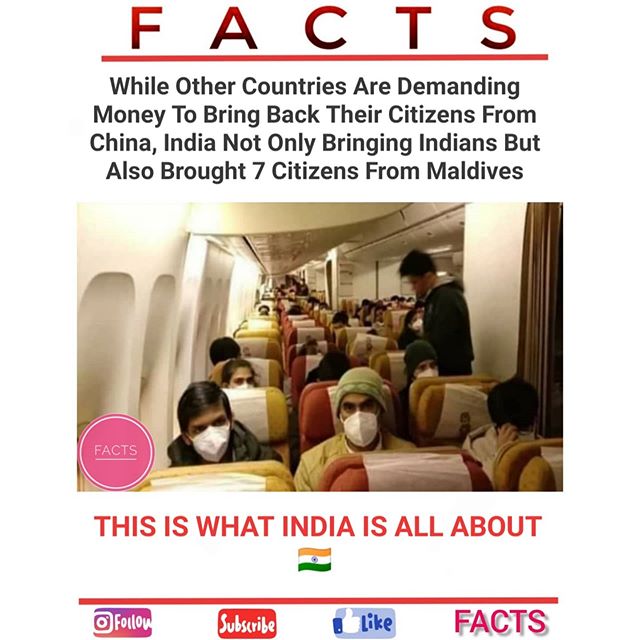 FACTS
While Other Countries Are Demanding
Money To Bring Back Their Citizens From
China, India Not Only Bringing Indians But
Also Brought 7 Citizens From Maldives
FACTS
THIS IS WHAT INDIA IS ALL ABOUT
🇮🇳
Follow
Subscribe
Like
FACTS